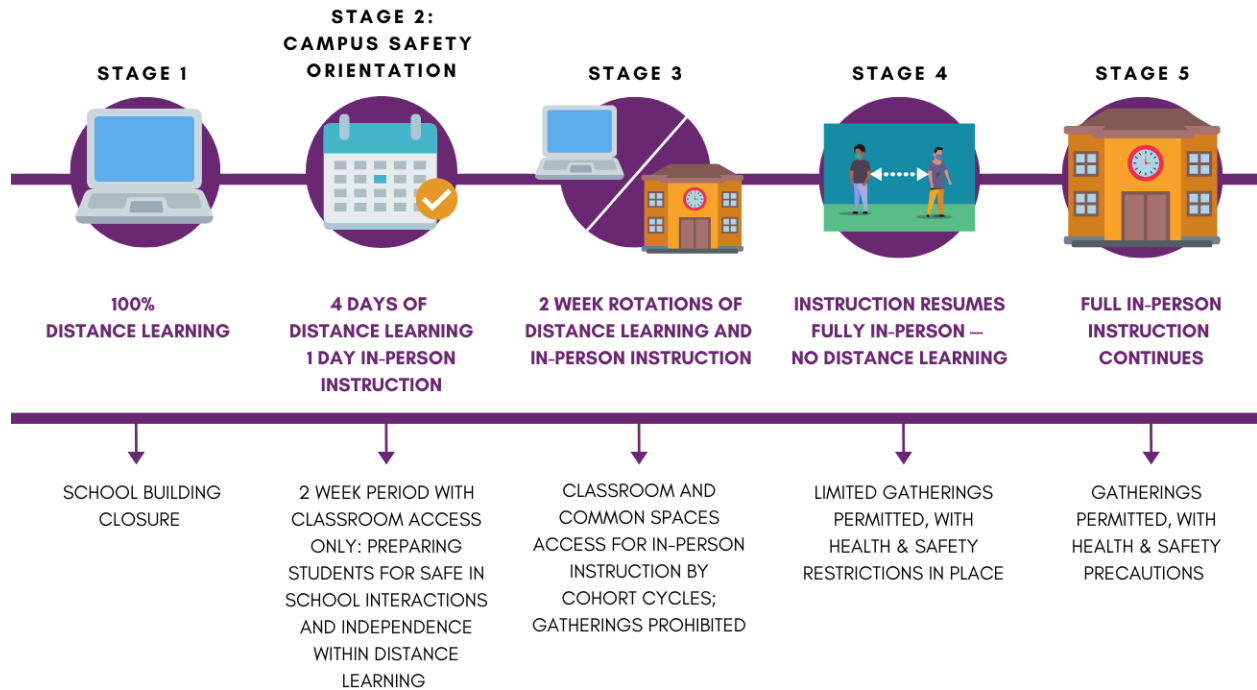 STAGE 1
STAGE 2:
CAMPUS SAFETY
ORIENTATION
STAGE 3
STAGE 4
STAGE 5
100%
DISTANCE LEARNING
4 DAYS OF
DISTANCE LEARNING
1 DAY IN-PERSON
INSTRUCTION
2 WEEK ROTATIONS OF
DISTANCE LEARNING AND
IN-PERSON INSTRUCTION
INSTRUCTION RESUMES
FULLY IN-PERSON —
NO DISTANCE LEARNING
FULL IN-PERSON
INSTRUCTION
CONTINUES
SCHOOL BUILDING
CLOSURE
2 WEEK PERIOD WITH
CLASSROOM ACCESS
ONLY: PREPARING
STUDENTS FOR SAFE IN
SCHOOL INTERACTIONS
AND INDEPENDENCE
WITHIN DISTANCE
LEARNING
CLASSROOM AND
COMMON SPACES
ACCESS FOR IN-PERSON
INSTRUCTION BY
COHORT CYCLES;
GATHERINGS PROHIBITED
LIMITED GATHERINGS
PERMITTED, WITH
HEALTH & SAFETY
RESTRICTIONS IN PLACE
GATHERINGS
PERMITTED, WITH
HEALTH & SAFETY
PRECAUTIONS